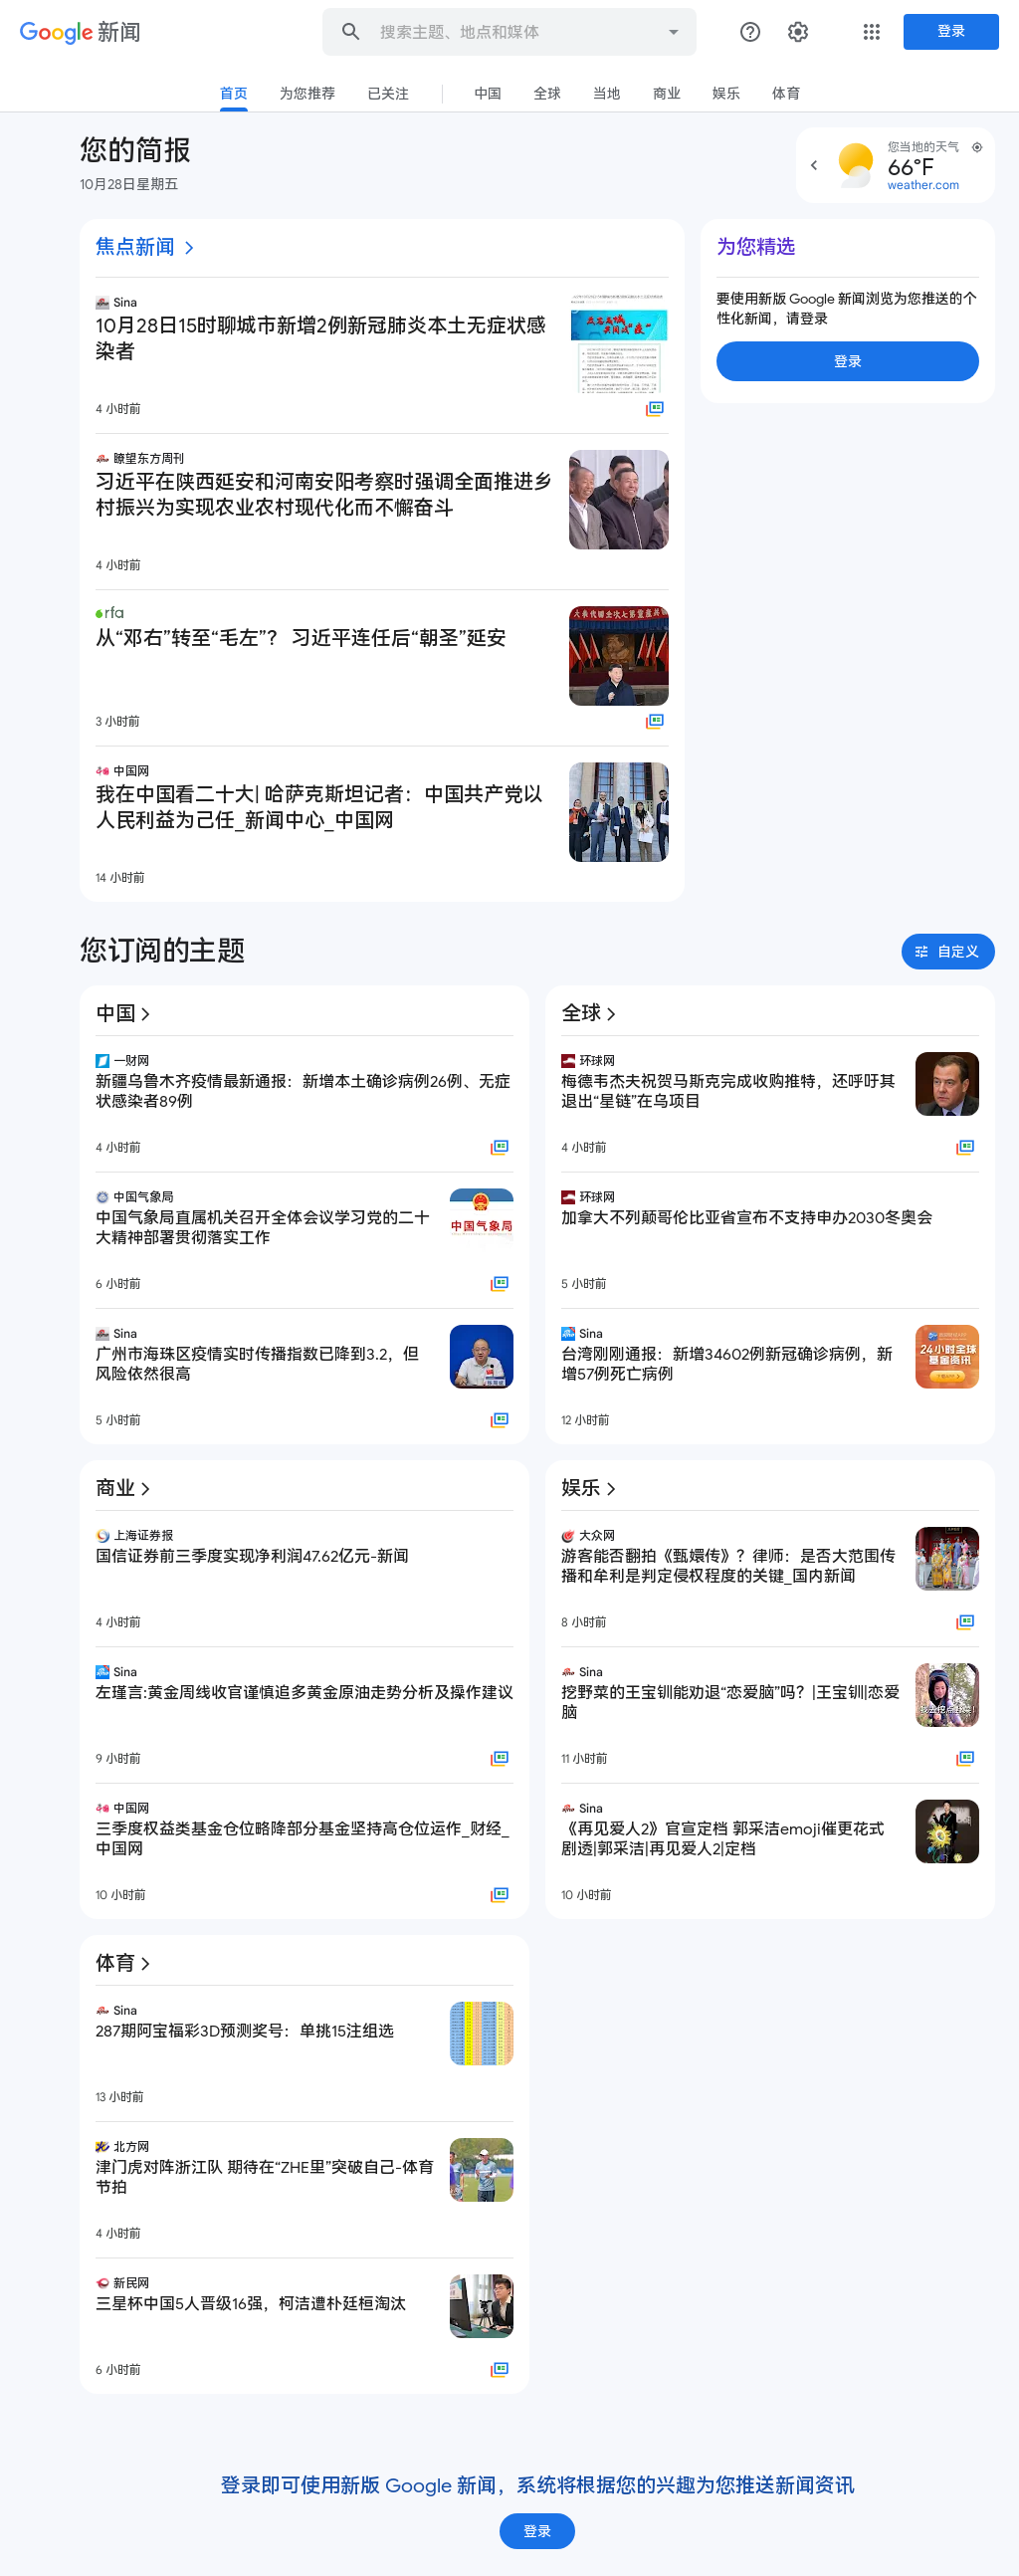 Google 新闻
搜索主题、地点和媒体
登录
首页
为您推荐
已关注
中国
全球
当地
商业
娱乐
体育
您的简报
10月28日星期五
您当地的天气
66°F
weather.com
焦点新闻
Sina
10月28日15时聊城市新增2例新冠肺炎本土无症状感
染者
4 小时前
瞭望东方周刊
习近平在陕西延安和河南安阳考察时强调全面推进乡
村振兴为实现农业农村现代化而不懈奋斗
4 小时前
rfa
从“邓右”转至“毛左”？ 习近平连任后“朝圣”延安
3 小时前
中国网
我在中国看二十大| 哈萨克斯坦记者：中国共产党以
人民利益为己任_新闻中心_中国网
14 小时前
为您精选
要使用新版 Google 新闻浏览为您推送的个
性化新闻，请登录
登录
您订阅的主题
自定义
中国
一财网
新疆乌鲁木齐疫情最新通报：新增本土确诊病例26例、无症
状感染者89例
4 小时前
中国气象局
中国气象局直属机关召开全体会议学习党的二十
大精神部署贯彻落实工作
中国气象局
6 小时前
Sina
广州市海珠区疫情实时传播指数已降到3.2，但
风险依然很高
5 小时前
全球
环球网
梅德韦杰夫祝贺马斯克完成收购推特，还呼吁其
退出“星链”在乌项目
4 小时前
环球网
加拿大不列颠哥伦比亚省宣布不支持申办2030冬奥会
5 小时前
Sina
台湾刚刚通报：新增34602例新冠确诊病例，新
增57例死亡病例
24小时全球
基金资讯
12 小时前
商业
上海证券报
国信证券前三季度实现净利润47.62亿元-新闻
4 小时前
Sina
左瑾言:黄金周线收官谨慎追多黄金原油走势分析及操作建议
9 小时前
中国网
三季度权益类基金仓位略降部分基金坚持高仓位运作_财经_
中国网
10 小时前
娱乐
大众网
游客能否翻拍《甄嬛传》？律师：是否大范围传
播和牟利是判定侵权程度的关键_国内新闻
8 小时前
Sina
挖野菜的王宝钏能劝退“恋爱脑”吗？|王宝钏|恋爱
脑
11 小时前
Sina
《再见爱人2》官宣定档 郭采洁emoji催更花式
剧透|郭采洁|再见爱人2|定档
10 小时前
体育
Sina
287期阿宝福彩3D预测奖号：单挑15注组选
13 小时前
北方网
津门虎对阵浙江队 期待在“ZHE里”突破自己-体育
节拍
4 小时前
新民网
三星杯中国5人晋级16强，柯洁遭朴廷桓淘汰
6 小时前
登录即可使用新版 Google 新闻，系统将根据您的兴趣为您推送新闻资讯
登录